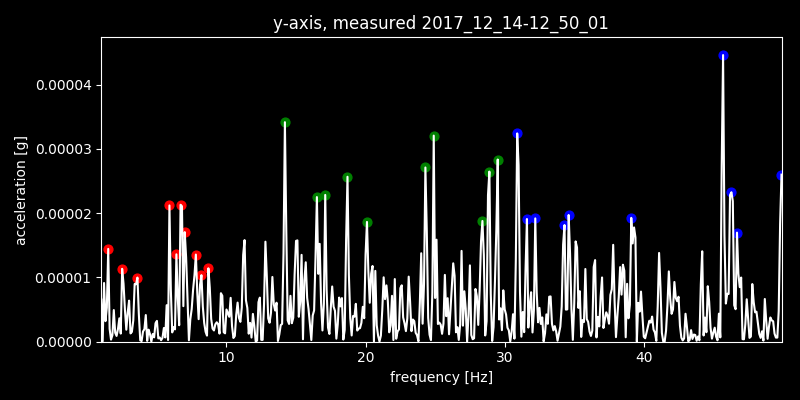 y-axis, measured 2017_12_14-12_50_01
0.00004
0.00003
0.00002
0.00001
0.00000
acceleration [g]
10 20 30 40
frequency [Hz]